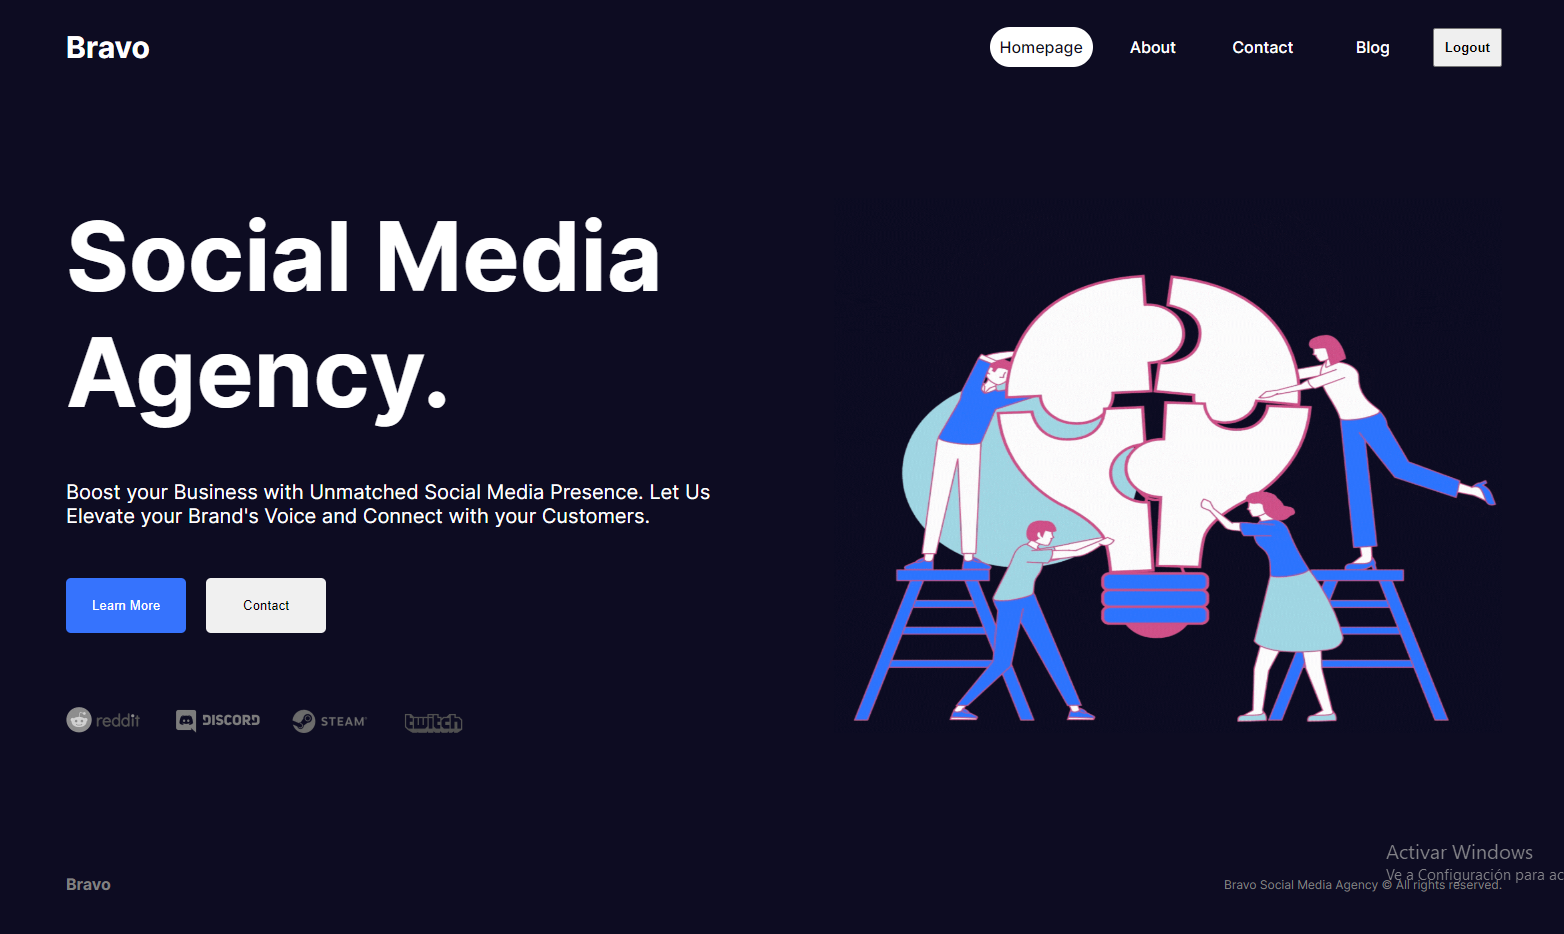 Bravo
Homepage About Contact Blog Logout
Social Media
Agency.
Boost your Business with Unmatched Social Media Presence. Let Us
Elevate your Brand's Voice and Connect with your Customers.
Learn More Contact
reddit DISCORD STEAM twitch
Activar Windows
Ve a Configuración para ac
Bravo
Bravo Social Media Agency © All rights reserved.